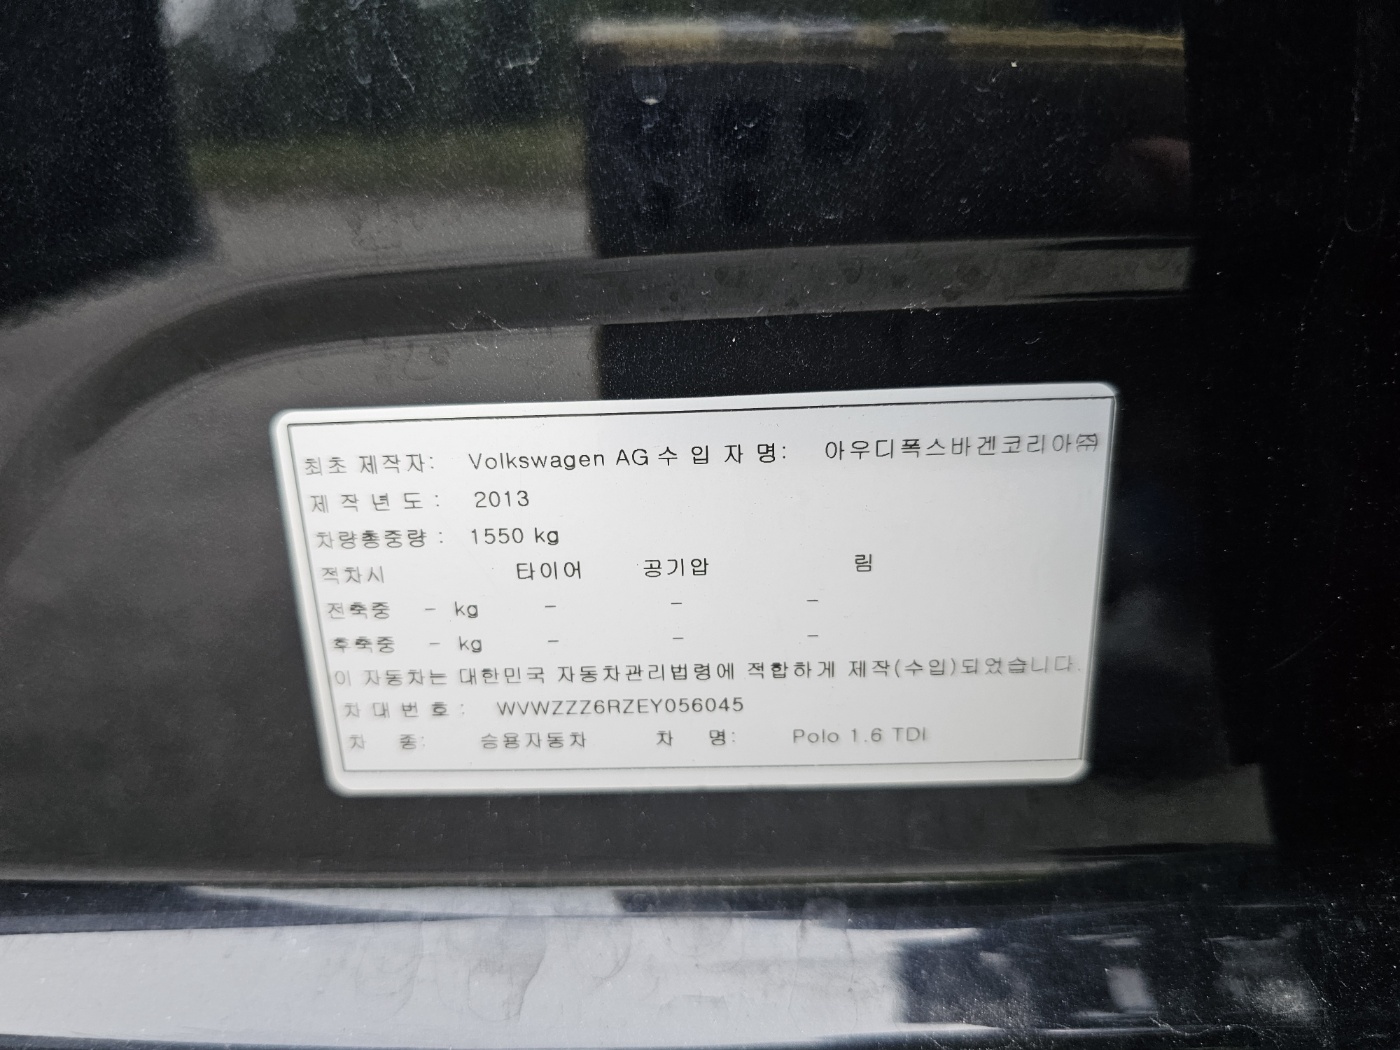 최초 제작자: Volkswagen AG 수 입 자 명: 아우디폭스바겐코리아㈜
제 작 년 도 : 2013
차량총중량 : 1550 kg
적차시 타이어 공기압 림
전축중 - kg - - -
후축중 - kg - - -
이 자동차는 대한민국 자동차관리법령에 적합하게 제작(수입)되었습니다.
차 대 번 호 : WVWZZZ6RZEY056045
차 종: 승용자동차 차 명: Polo 1.6 TDI